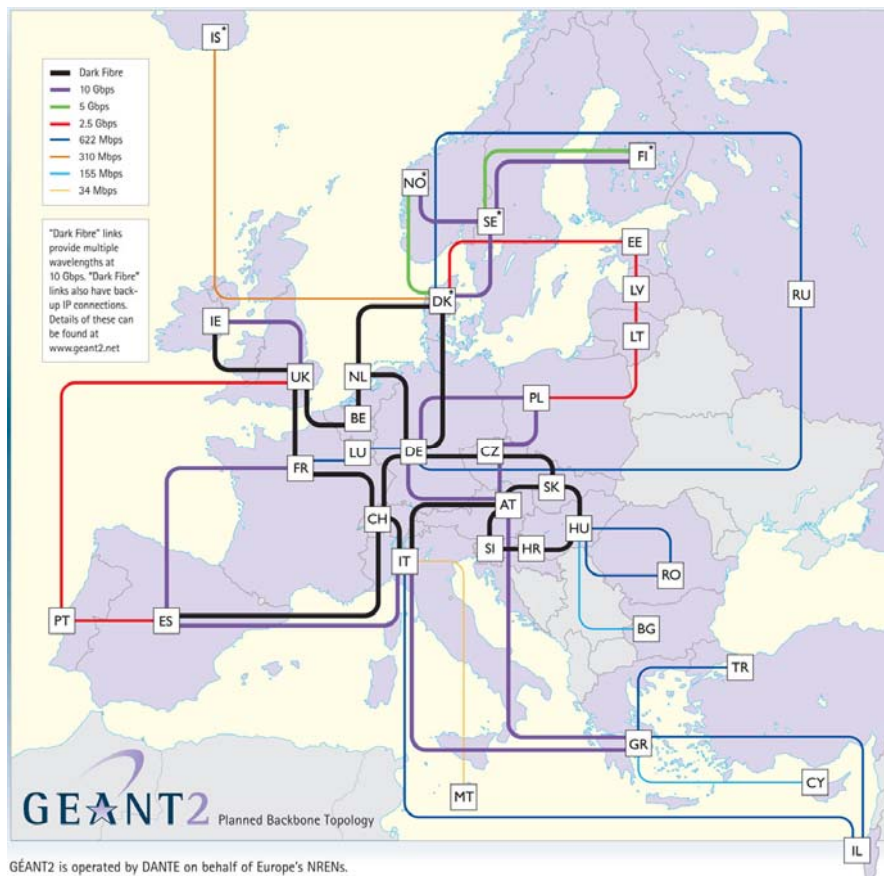 IS*
Dark Fibre
10 Gbps
5 Gbps
2.5 Gbps
622 Mbps
310 Mbps
155 Mbps
34 Mbps
FI*
NO*
SE*
"Dark Fibre" links
provide multiple
wavelengths at
10 Gbps. "Dark Fibre"
links also have back-
up IP connections.
Details of these can
be found at
www.geant2.net
EE
LV
RU
DK*
IE
LT
UK
NL
PL
BE
LU
DE
CZ
FR
SK
AT
CH
HU
SI
HR
IT
RO
PT
ES
BG
TR
GR
MT
CY
GEANT2 Planned Backbone Topology
IL
GÉANT2 is operated by DANTE on behalf of Europe's NRENs.